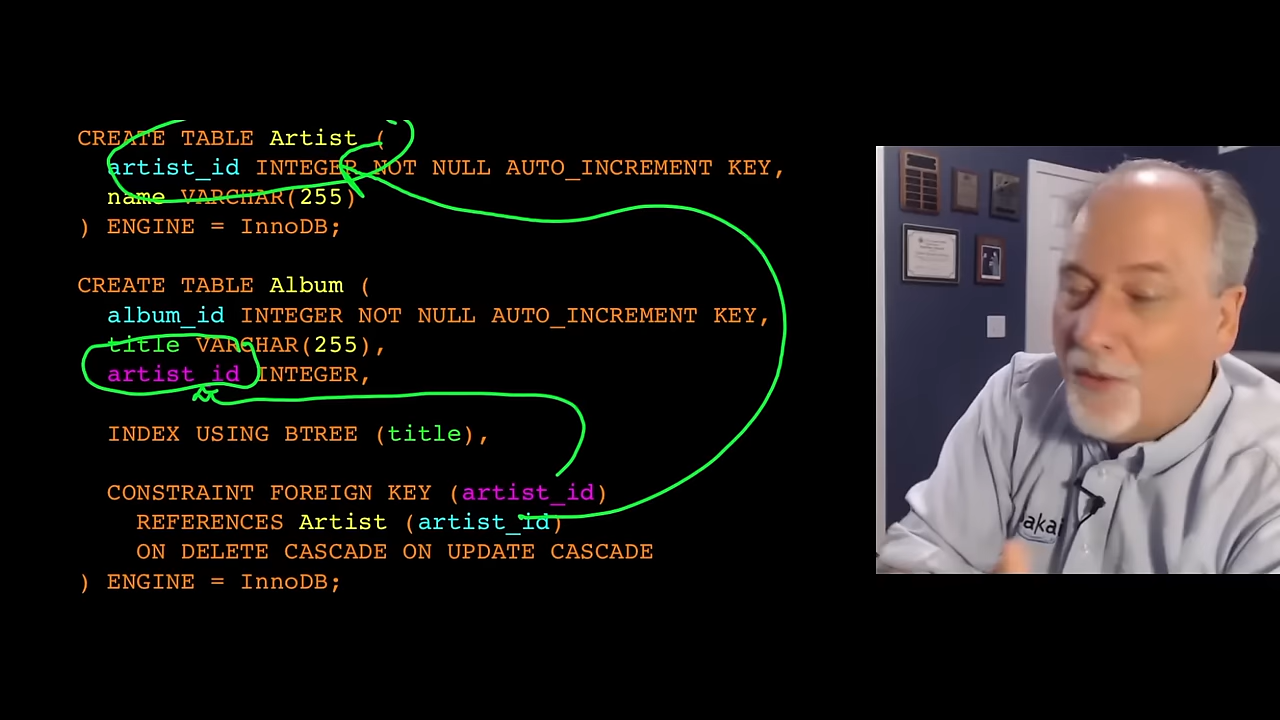 CREATE TABLE Artist (
artist_id INTEGER NOT NULL AUTO_INCREMENT KEY,
name VARCHAR(255)
) ENGINE = InnoDB;
CREATE TABLE Album (
album_id INTEGER NOT NULL AUTO_INCREMENT KEY,
title VARCHAR(255),
artist_id INTEGER,
INDEX USING BTREE (title),
CONSTRAINT FOREIGN KEY (artist_id)
REFERENCES Artist (artist_id)
ON DELETE CASCADE ON UPDATE CASCADE
) ENGINE = InnoDB;